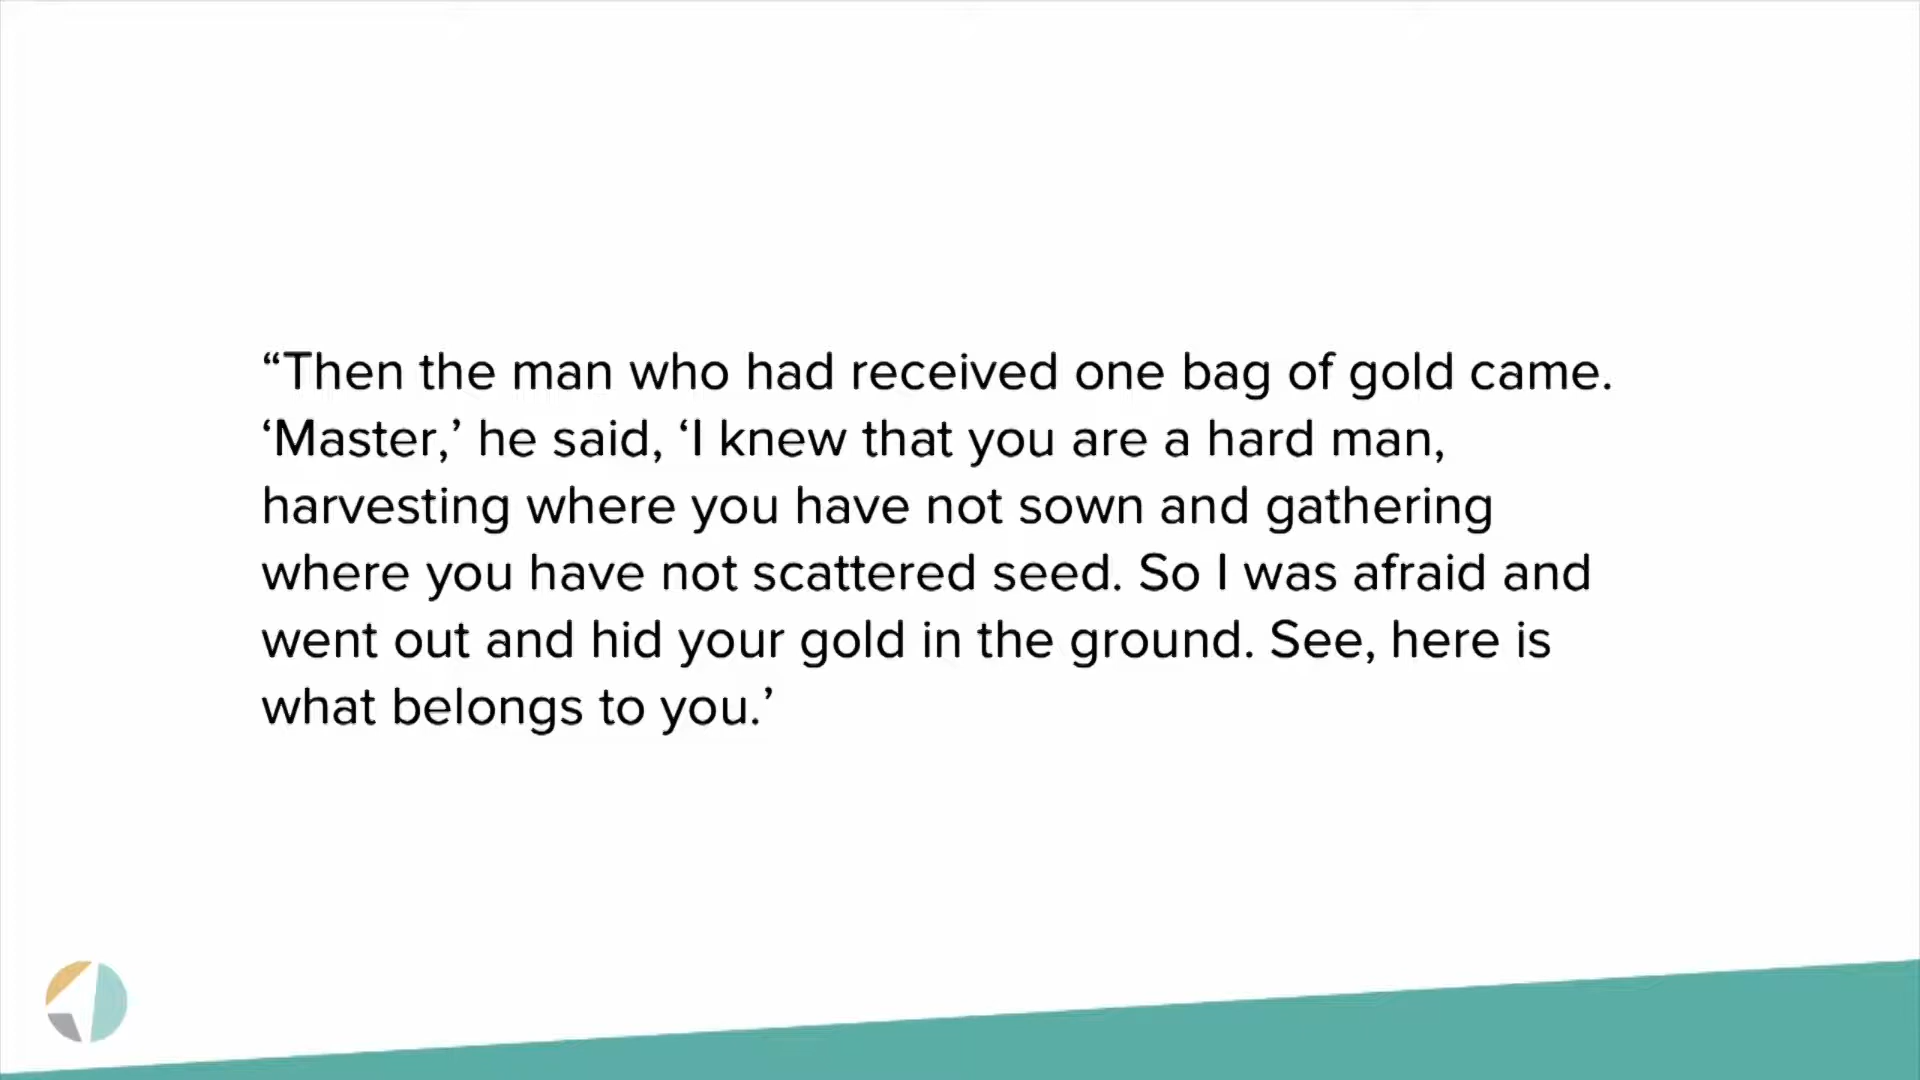 “Then the man who had received one bag of gold came.
‘Master,’ he said, ‘I knew that you are a hard man,
harvesting where you have not sown and gathering
where you have not scattered seed. So I was afraid and
went out and hid your gold in the ground. See, here is
what belongs to you.’